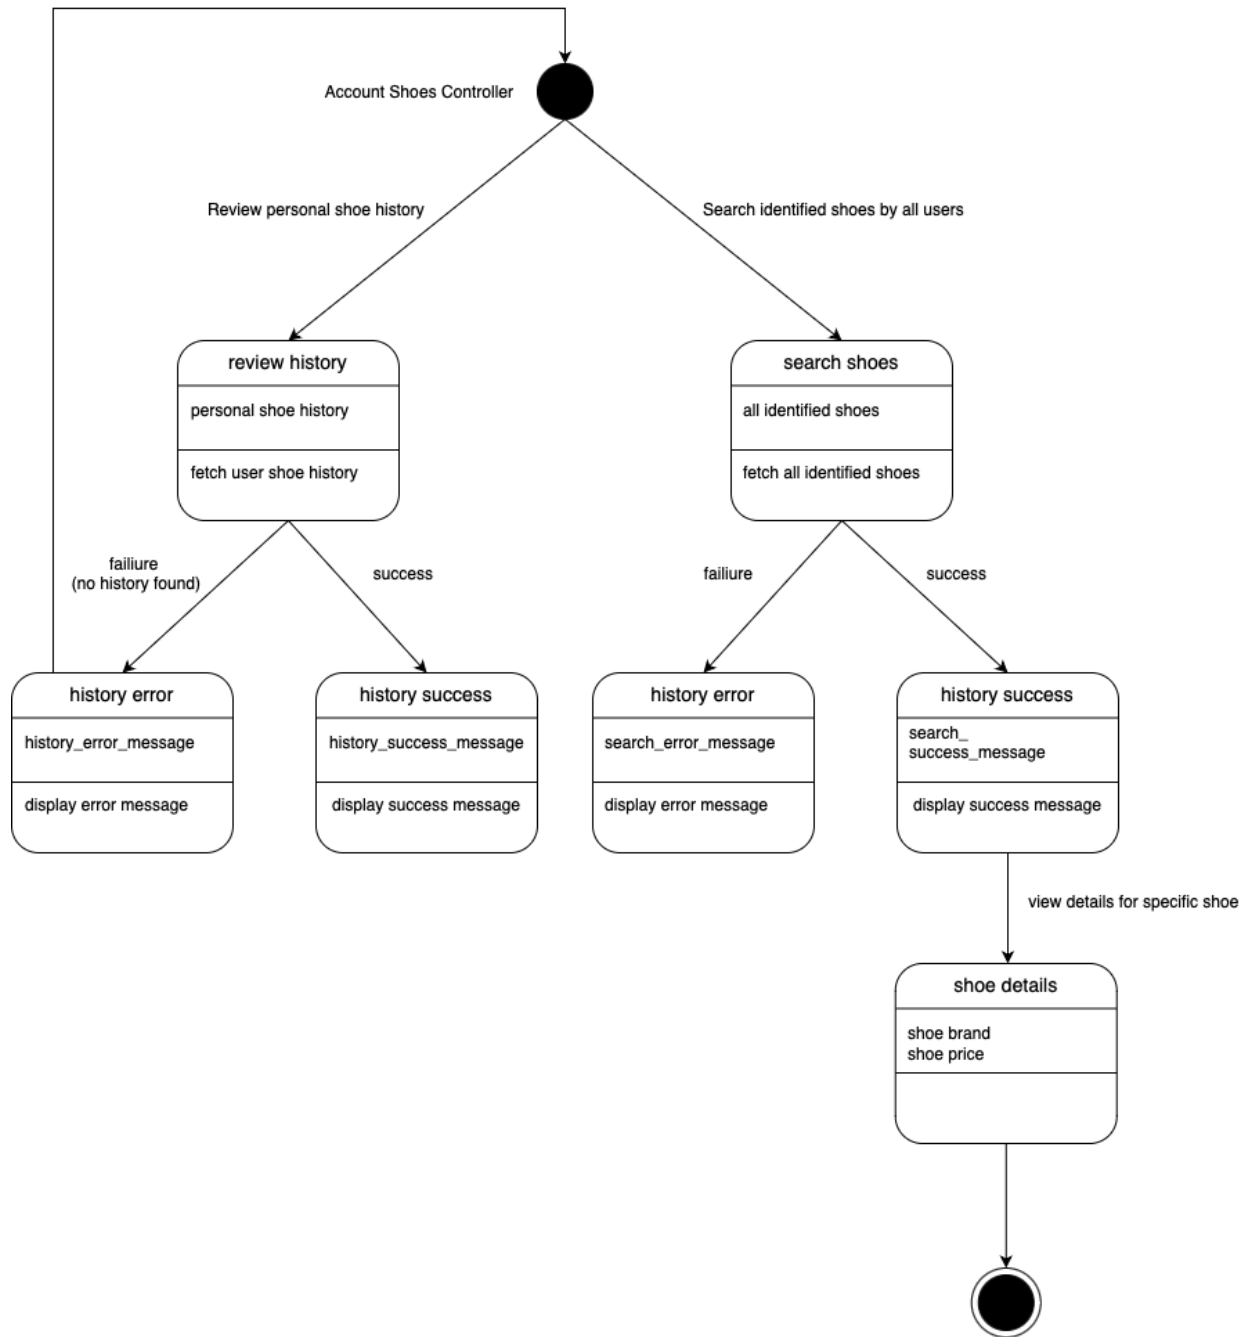 Account Shoes Controller
Review personal shoe history
Search identified shoes by all users
review history
personal shoe history
fetch user shoe history
search shoes
all identified shoes
fetch all identified shoes
failiure
(no history found)
success
failiure
success
history error
history_error_message
display error message
history success
history_success_message
display success message
history error
search_error_message
display error message
history success
search_
success_message
display success message
view details for specific shoe
shoe details
shoe brand
shoe price